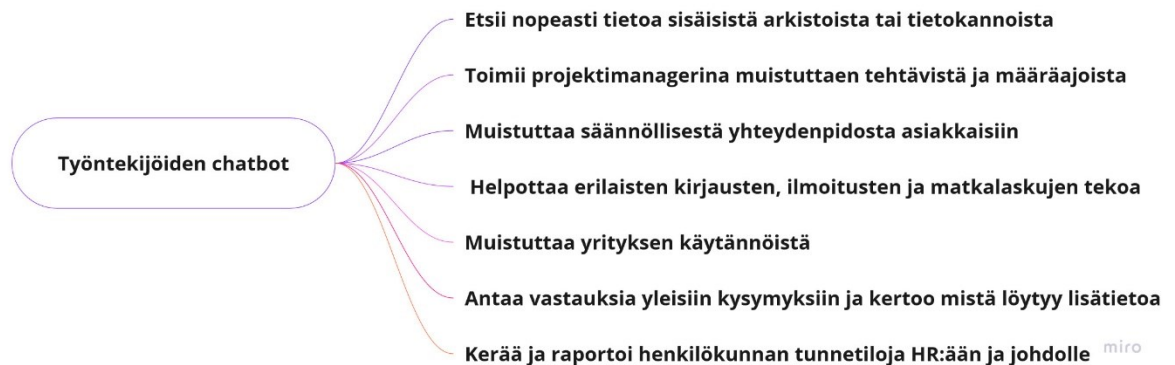 Työntekijöiden chatbot
Etsii nopeasti tietoa sisäisistä arkistoista tai tietokannoista
Toimii projektimanagerina muistuttaen tehtävistä ja määräajoista
Muistuttaa säännöllisestä yhteydenpidosta asiakkaisiin
Helpottaa erilaisten kirjausten, ilmoitusten ja matkalaskujen tekoa
Muistuttaa yrityksen käytännöistä
Antaa vastauksia yleisiin kysymyksiin ja kertoo mistä löytyy lisätietoa
Kerää ja raportoi henkilökunnan tunnetiloja HR:ään ja johdolle
miro